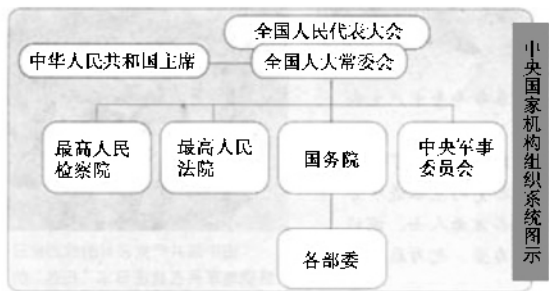 全国人民代表大会
中华人民共和国主席
全国人大常委会
最高人民
检察院
最高人民
法院
国务院
中央军事
委员会
各部委
中央国家机构组织系统图示